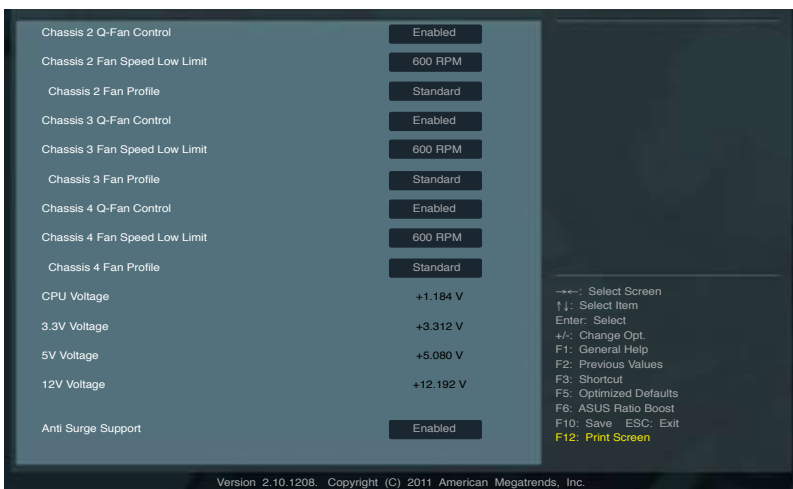 Chassis 2 Q-Fan Control Enabled
Chassis 2 Fan Speed Low Limit 600 RPM
Chassis 2 Fan Profile Standard
Chassis 3 Q-Fan Control Enabled
Chassis 3 Fan Speed Low Limit 600 RPM
Chassis 3 Fan Profile Standard
Chassis 4 Q-Fan Control Enabled
Chassis 4 Fan Speed Low Limit 600 RPM
Chassis 4 Fan Profile Standard
CPU Voltage +1.184 V
3.3V Voltage +3.312 V
5V Voltage +5.080 V
12V Voltage +12.192 V
Anti Surge Support Enabled
→←: Select Screen
↑↓: Select Item
Enter: Select
+/-: Change Opt.
F1: General Help
F2: Previous Values
F3: Shortcut
F5: Optimized Defaults
F6: ASUS Ratio Boost
F10: Save ESC: Exit
F12: Print Screen
Version 2.10.1208. Copyright (C) 2011 American Megatrends, Inc.